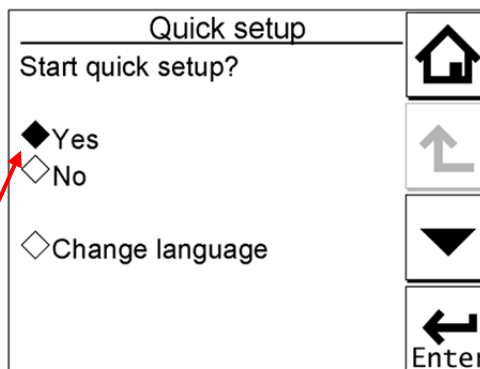 Quick setup
Start quick setup?
Yes
No
Change language
Enter